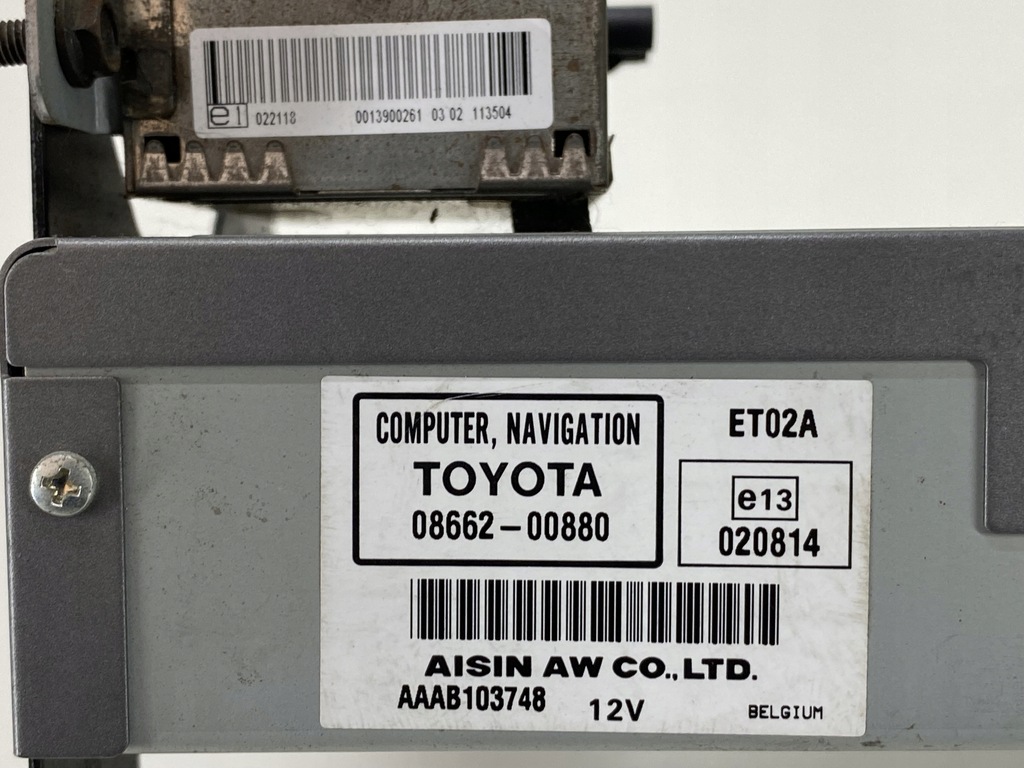 e1 022118 0013900261 03 02 113504
COMPUTER, NAVIGATION
TOYOTA
08662-00880
ET02A
e13
020814
AISIN AW CO., LTD.
AAAB103748 12V BELGIUM